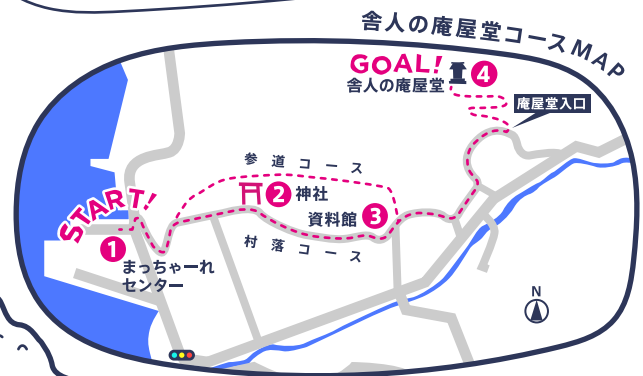 舎人の庵屋堂コースMAP
GOAL!
舎人の庵屋堂 4
庵屋堂入口
参道コース
START!
1
2 神社
資料館 3
村落コース
まっちゃーれ
センター
N